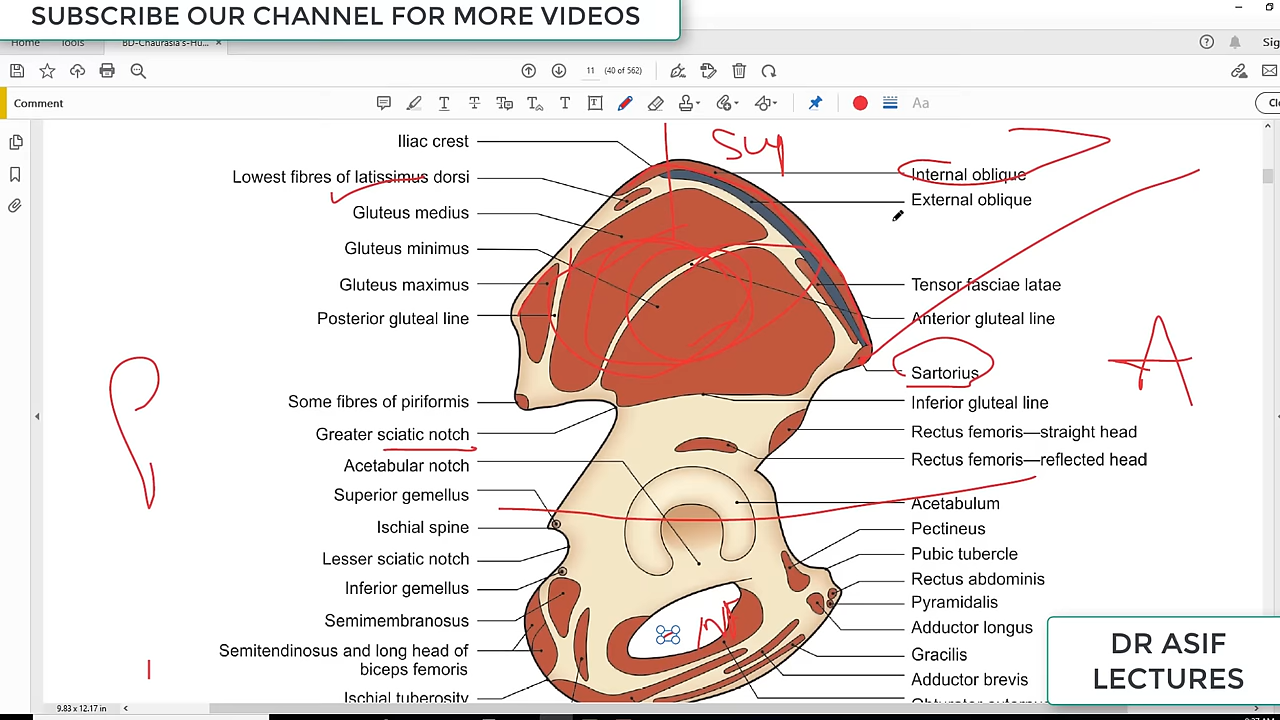 SUBSCRIBE OUR CHANNEL FOR MORE VIDEOS
Home Tools BD-Chaurasia's-Hu... × Sig
11 (40 of 562)
Comment
Aa
Iliac crest
Lowest fibres of latissimus dorsi
Gluteus medius
Gluteus minimus
Gluteus maximus
Posterior gluteal line
Some fibres of piriformis
Greater sciatic notch
Acetabular notch
Superior gemellus
Ischial spine
Lesser sciatic notch
Inferior gemellus
Semimembranosus
Semitendinosus and long head of
biceps femoris
Ischial tuberosity
Sup
P
A
Internal oblique
External oblique
Tensor fasciae latae
Anterior gluteal line
Sartorius
Inferior gluteal line
Rectus femoris—straight head
Rectus femoris—reflected head
Acetabulum
Pectineus
Pubic tubercle
Rectus abdominis
Pyramidalis
Adductor longus
Gracilis
Adductor brevis
DR ASIF
LECTURES
9.83 x 12.17 in